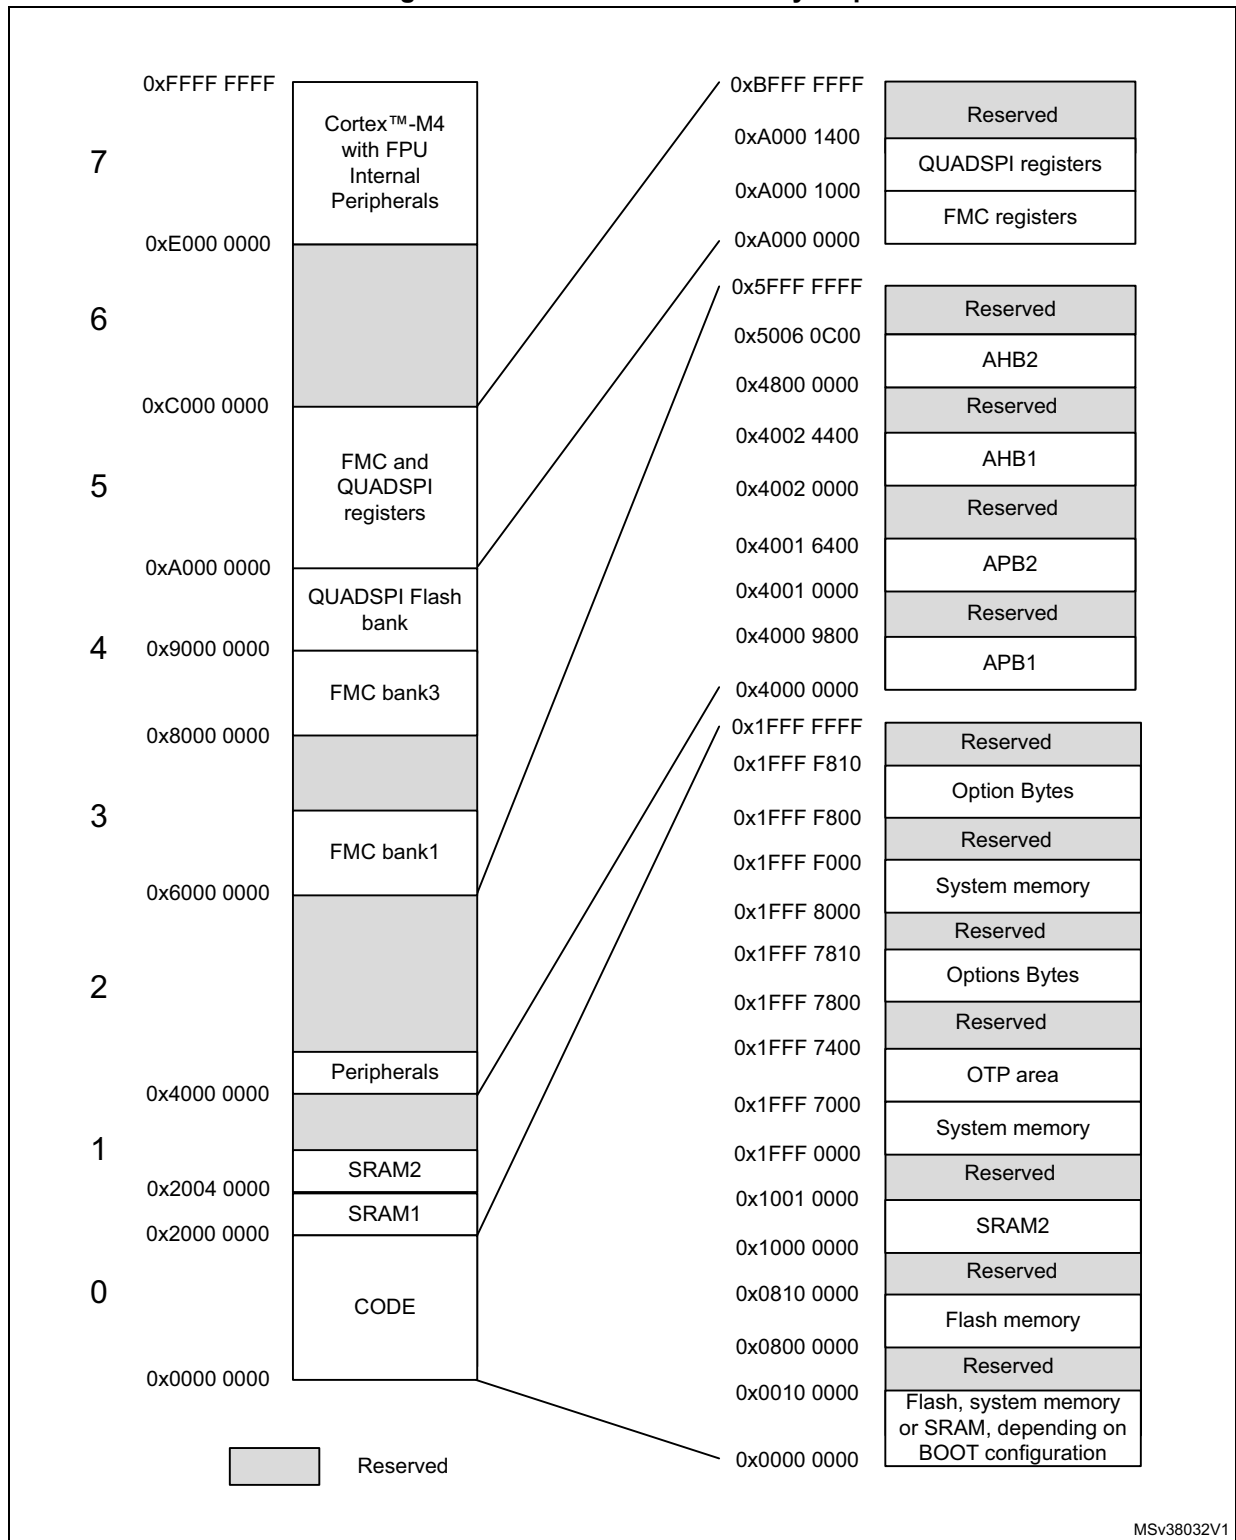 0xFFFF FFFF
Cortex™-M4
with FPU
Internal
Peripherals
7
0xE000 0000
6
0xC000 0000
FMC and
QUADSPI
registers
5
0xA000 0000
QUADSPI Flash
bank
4
0x9000 0000
FMC bank3
0x8000 0000
3
FMC bank1
0x6000 0000
2
Peripherals
0x4000 0000
1
SRAM2
0x2004 0000
SRAM1
0x2000 0000
0
CODE
0x0000 0000
Reserved
0xBFFF FFFF
Reserved
0xA000 1400
QUADSPI registers
0xA000 1000
FMC registers
0xA000 0000
0x5FFF FFFF
Reserved
0x5006 0C00
AHB2
0x4800 0000
Reserved
0x4002 4400
AHB1
0x4002 0000
Reserved
0x4001 6400
APB2
0x4001 0000
Reserved
0x4000 9800
APB1
0x4000 0000
0x1FFF FFFF
Reserved
0x1FFF F810
Option Bytes
0x1FFF F800
Reserved
0x1FFF F000
System memory
0x1FFF 8000
Reserved
0x1FFF 7810
Options Bytes
0x1FFF 7800
Reserved
0x1FFF 7400
OTP area
0x1FFF 7000
System memory
0x1FFF 0000
Reserved
0x1001 0000
SRAM2
0x1000 0000
Reserved
0x0810 0000
Flash memory
0x0800 0000
Reserved
0x0010 0000
Flash, system memory
or SRAM, depending on
BOOT configuration
0x0000 0000
MSv38032V1